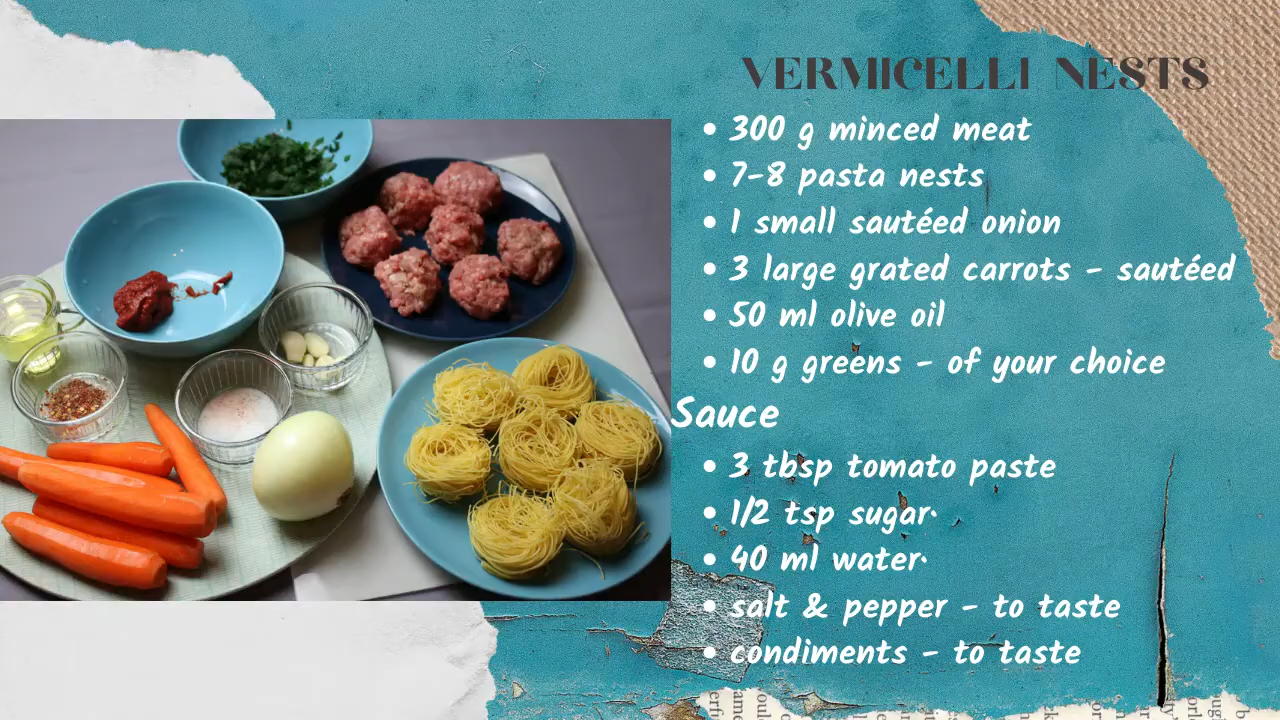 VERMICELLI NESTS
• 300 g minced meat
• 7-8 pasta nests
• 1 small sautéed onion
• 3 large grated carrots - sautéed
• 50 ml olive oil
• 10 g greens - of your choice
Sauce
• 3 tbsp tomato paste
• 1/2 tsp sugar·
• 40 ml water·
• salt & pepper - to taste
• condiments - to taste